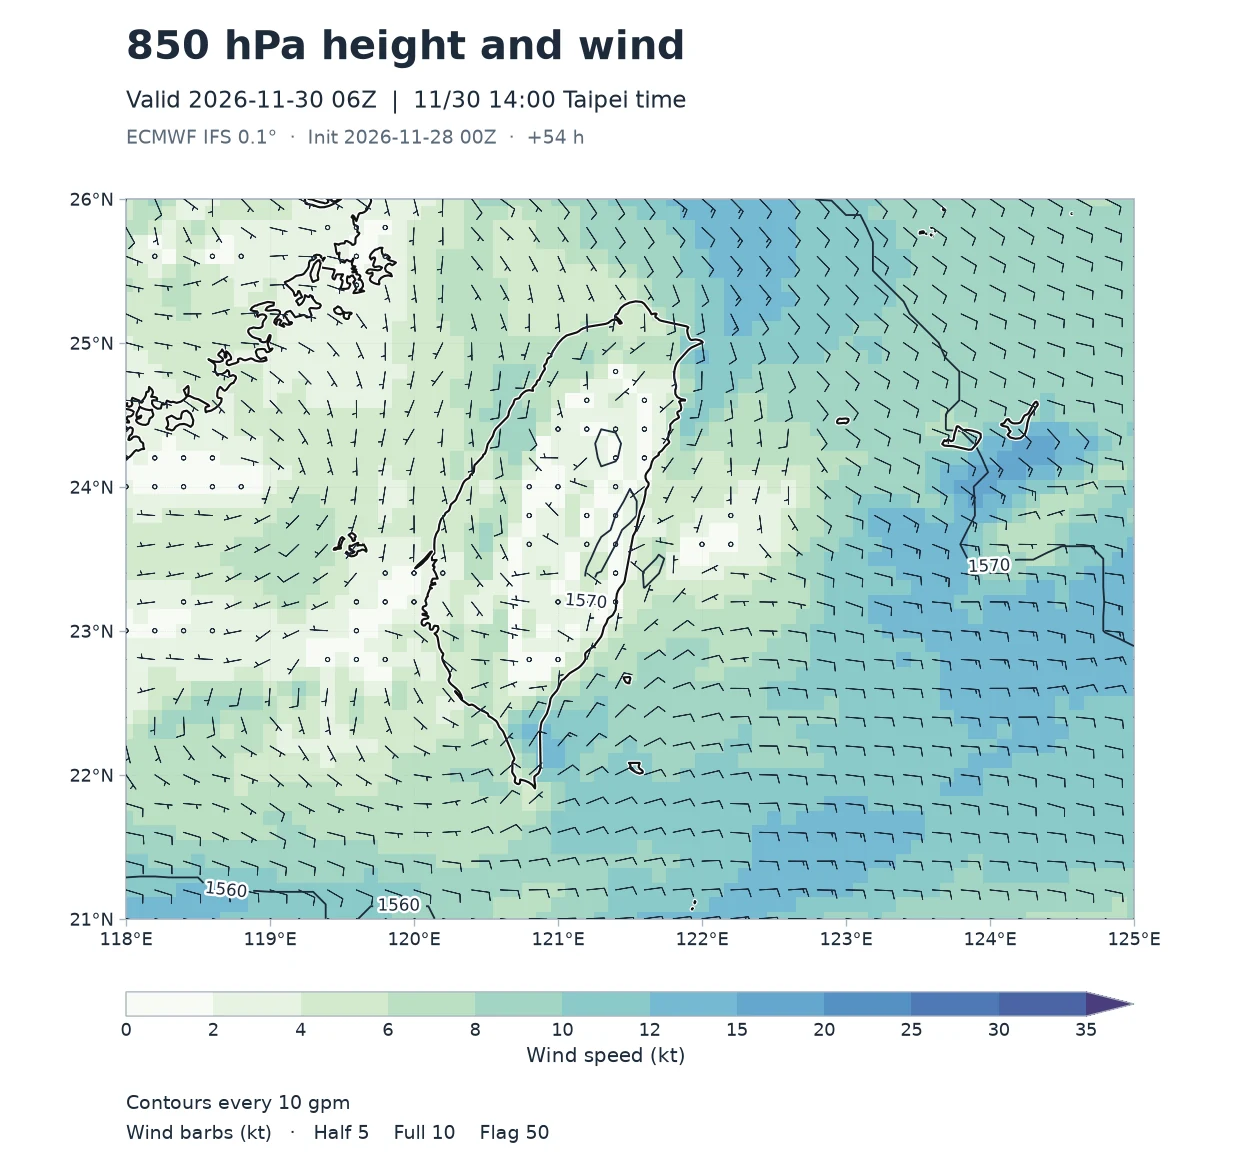 850 hPa height and wind
Valid 2026-11-30 06Z | 11/30 14:00 Taipei time
ECMWF IFS 0.1° · Init 2026-11-28 00Z · +54 h
26°N
25°N
24°N
23°N
22°N
21°N
1570
1570
1560
1560
118°E 119°E 120°E 121°E 122°E 123°E 124°E 125°E
0 2 4 6 8 10 12 15 20 25 30 35
Wind speed (kt)
Contours every 10 gpm
Wind barbs (kt) · Half 5 Full 10 Flag 50